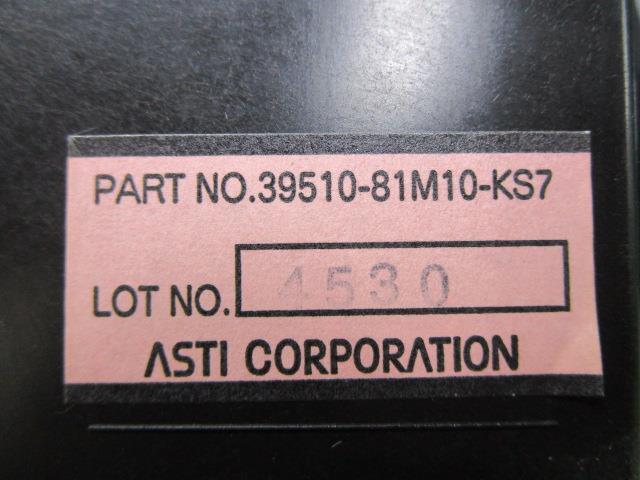 PART NO.39510-81M10-KS7
LOT NO. 4530
ASTI CORPORATION